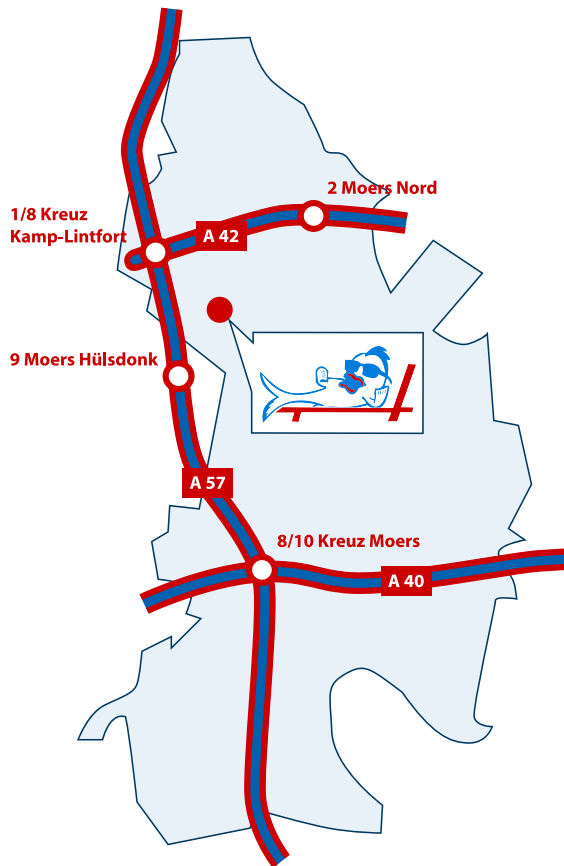 2 Moers Nord
1/8 Kreuz
Kamp-Lintfort
A 42
9 Moers Hülsdonk
A 57
8/10 Kreuz Moers
A 40